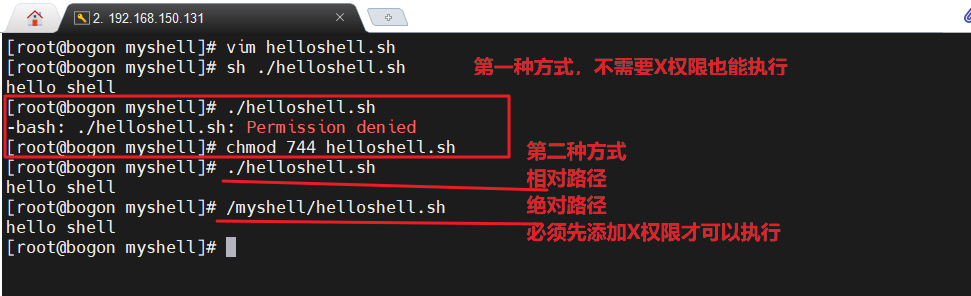 2. 192.168.150.131
[root@bogon myshell]# vim helloshell.sh
[root@bogon myshell]# sh ./helloshell.sh
第一种方式，不需要X权限也能执行
hello shell
[root@bogon myshell]# ./helloshell.sh
-bash: ./helloshell.sh: Permission denied
[root@bogon myshell]# chmod 744 helloshell.sh
第二种方式
[root@bogon myshell]# ./helloshell.sh
相对路径
hello shell
[root@bogon myshell]# /myshell/helloshell.sh
绝对路径
hello shell
必须先添加X权限才可以执行
[root@bogon myshell]#